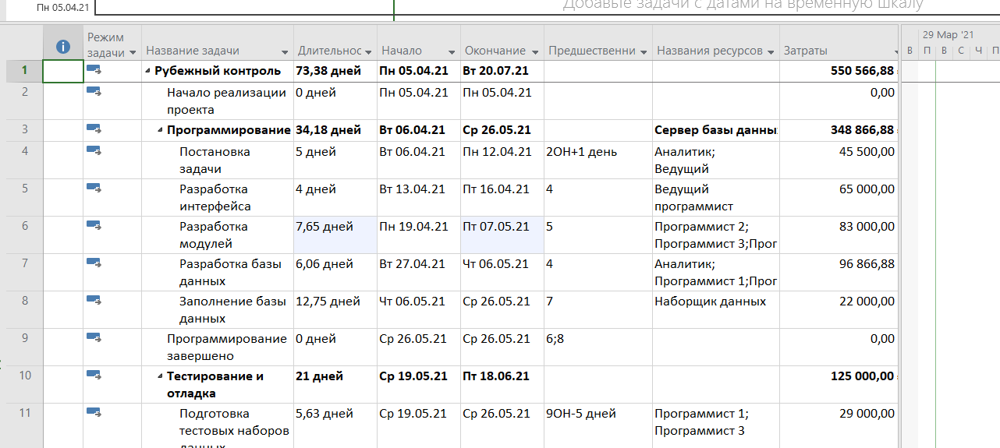 Пн 05.04.21
Добавьте задачи с датами на временную шкалу
29 Мар '21
Режим задачи Название задачи Длительнос Начало Окончание Предшественни Названия ресурсов Затраты В П В С Ч П
1 Рубежный контроль 73,38 дней Пн 05.04.21 Вт 20.07.21 550 566,88
2 Начало реализации проекта 0 дней Пн 05.04.21 Пн 05.04.21 0,00
3 Программирование 34,18 дней Вт 06.04.21 Ср 26.05.21 Сервер базы данны 348 866,88
4 Постановка задачи 5 дней Вт 06.04.21 Пн 12.04.21 2ОН+1 день Аналитик; Ведущий 45 500,00
5 Разработка интерфейса 4 дней Вт 13.04.21 Пт 16.04.21 4 Ведущий программист 65 000,00
6 Разработка модулей 7,65 дней Пн 19.04.21 Пт 07.05.21 5 Программист 2; Программист 3;Прог 83 000,00
7 Разработка базы данных 6,06 дней Вт 27.04.21 Чт 06.05.21 4 Аналитик; Программист 1;Прог 96 866,88
8 Заполнение базы данных 12,75 дней Чт 06.05.21 Ср 26.05.21 7 Наборщик данных 22 000,00
9 Программирование завершено 0 дней Ср 26.05.21 Ср 26.05.21 6;8 0,00
10 Тестирование и отладка 21 дней Ср 19.05.21 Пт 18.06.21 125 000,00
11 Подготовка тестовых наборов данных 5,63 дней Ср 19.05.21 Ср 26.05.21 9ОН-5 дней Программист 1; Программист 3 29 000,00